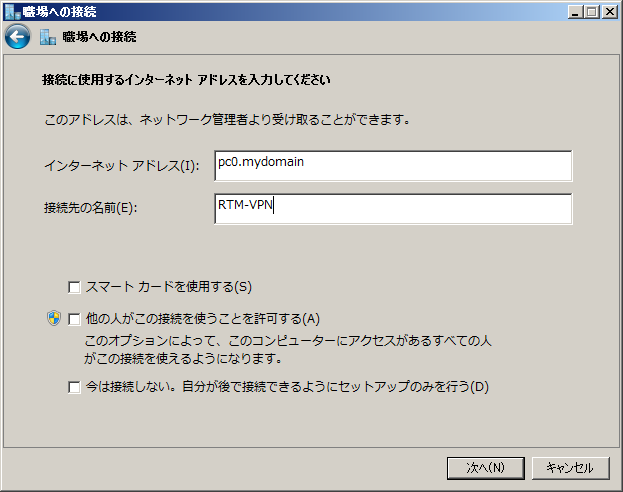 職場への接続
職場への接続
接続に使用するインターネット アドレスを入力してください
このアドレスは、ネットワーク管理者より受け取ることができます。
インターネット アドレス(I): pc0.mydomain
接続先の名前(E): RTM-VPN
スマート カードを使用する(S)
他の人がこの接続を使うことを許可する(A)
このオプションによって、このコンピューターにアクセスがあるすべての人
がこの接続を使えるようになります。
今は接続しない。自分が後で接続できるようにセットアップのみを行う(D)
次へ(N) キャンセル